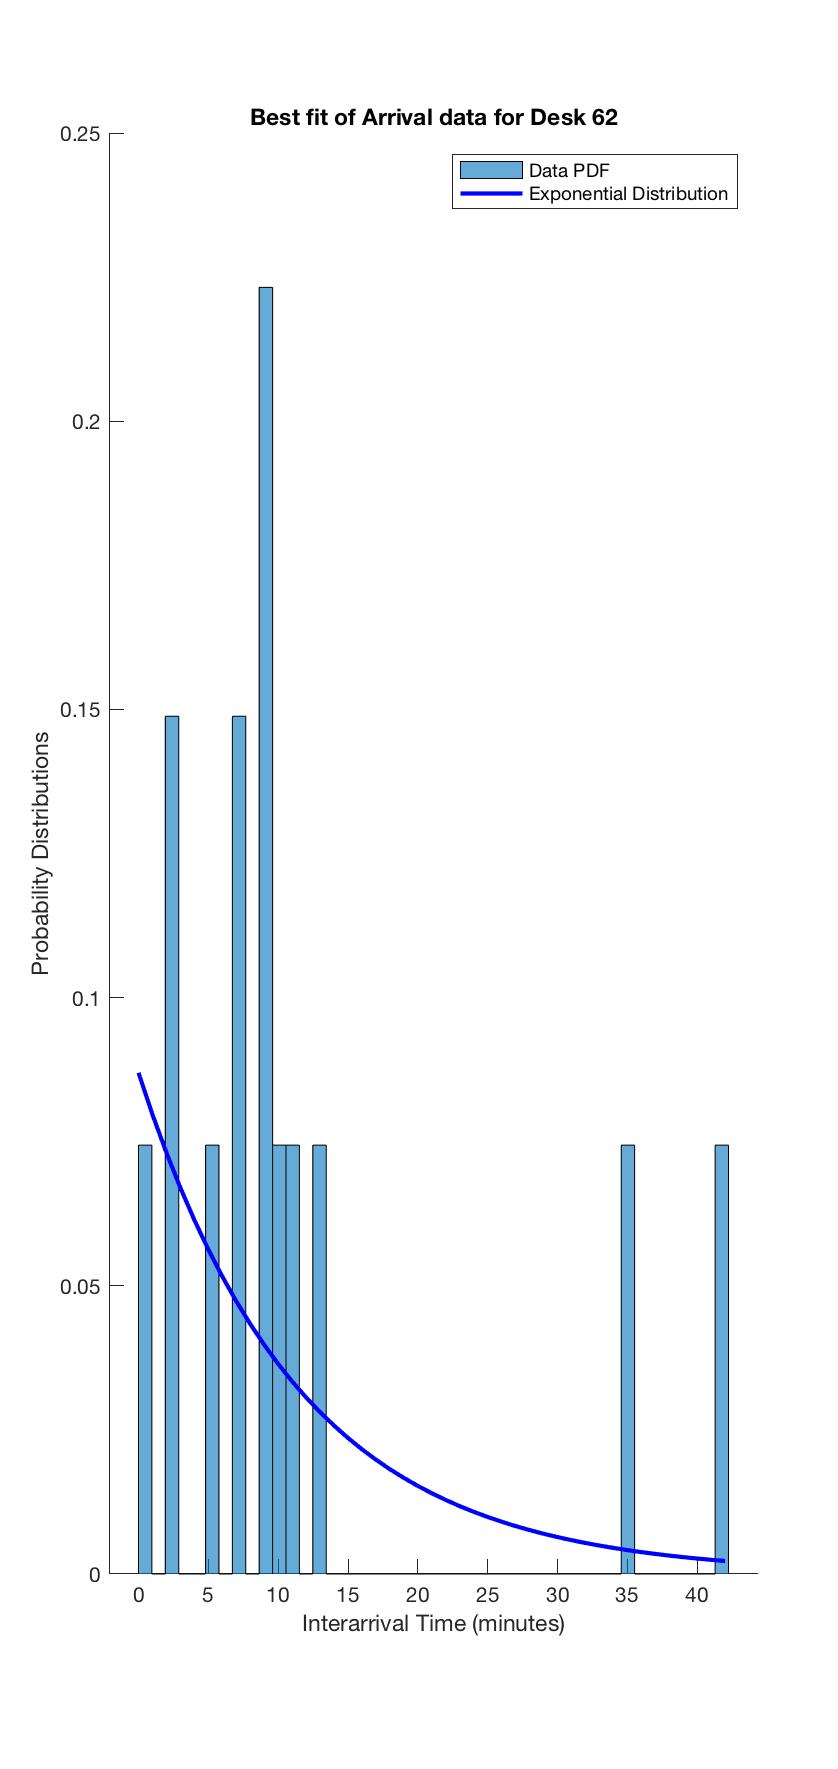 Best fit of Arrival data for Desk 62
0.25
Data PDF
Exponential Distribution
0.2
0.15
Probability Distributions
0.1
0.05
0
0 5 10 15 20 25 30 35 40
Interarrival Time (minutes)